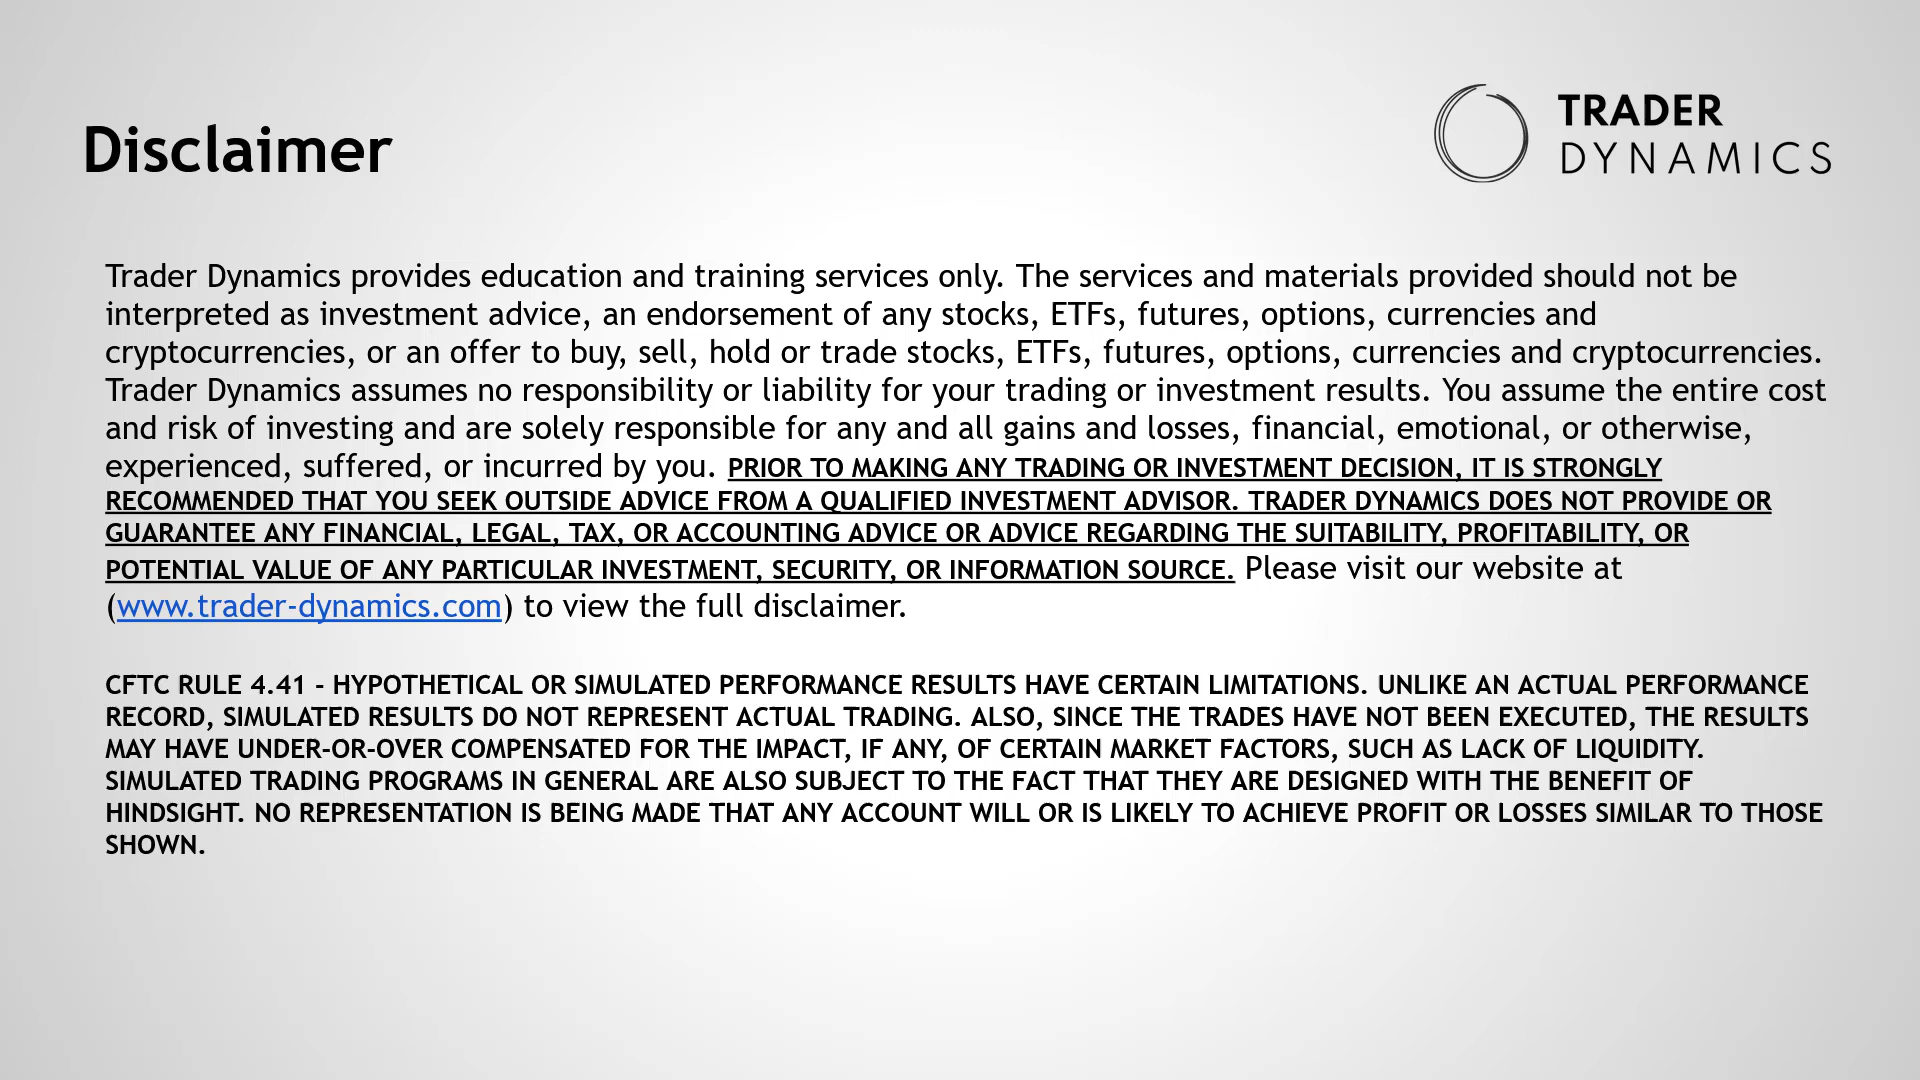 Disclaimer
TRADER
DYNAMICS
Trader Dynamics provides education and training services only. The services and materials provided should not be
interpreted as investment advice, an endorsement of any stocks, ETFs, futures, options, currencies and
cryptocurrencies, or an offer to buy, sell, hold or trade stocks, ETFs, futures, options, currencies and cryptocurrencies.
Trader Dynamics assumes no responsibility or liability for your trading or investment results. You assume the entire cost
and risk of investing and are solely responsible for any and all gains and losses, financial, emotional, or otherwise,
experienced, suffered, or incurred by you. PRIOR TO MAKING ANY TRADING OR INVESTMENT DECISION, IT IS STRONGLY
RECOMMENDED THAT YOU SEEK OUTSIDE ADVICE FROM A QUALIFIED INVESTMENT ADVISOR. TRADER DYNAMICS DOES NOT PROVIDE OR
GUARANTEE ANY FINANCIAL, LEGAL, TAX, OR ACCOUNTING ADVICE OR ADVICE REGARDING THE SUITABILITY, PROFITABILITY, OR
POTENTIAL VALUE OF ANY PARTICULAR INVESTMENT, SECURITY, OR INFORMATION SOURCE. Please visit our website at
(www.trader-dynamics.com) to view the full disclaimer.
CFTC RULE 4.41 - HYPOTHETICAL OR SIMULATED PERFORMANCE RESULTS HAVE CERTAIN LIMITATIONS. UNLIKE AN ACTUAL PERFORMANCE
RECORD, SIMULATED RESULTS DO NOT REPRESENT ACTUAL TRADING. ALSO, SINCE THE TRADES HAVE NOT BEEN EXECUTED, THE RESULTS
MAY HAVE UNDER-OR-OVER COMPENSATED FOR THE IMPACT, IF ANY, OF CERTAIN MARKET FACTORS, SUCH AS LACK OF LIQUIDITY.
SIMULATED TRADING PROGRAMS IN GENERAL ARE ALSO SUBJECT TO THE FACT THAT THEY ARE DESIGNED WITH THE BENEFIT OF
HINDSIGHT. NO REPRESENTATION IS BEING MADE THAT ANY ACCOUNT WILL OR IS LIKELY TO ACHIEVE PROFIT OR LOSSES SIMILAR TO THOSE
SHOWN.